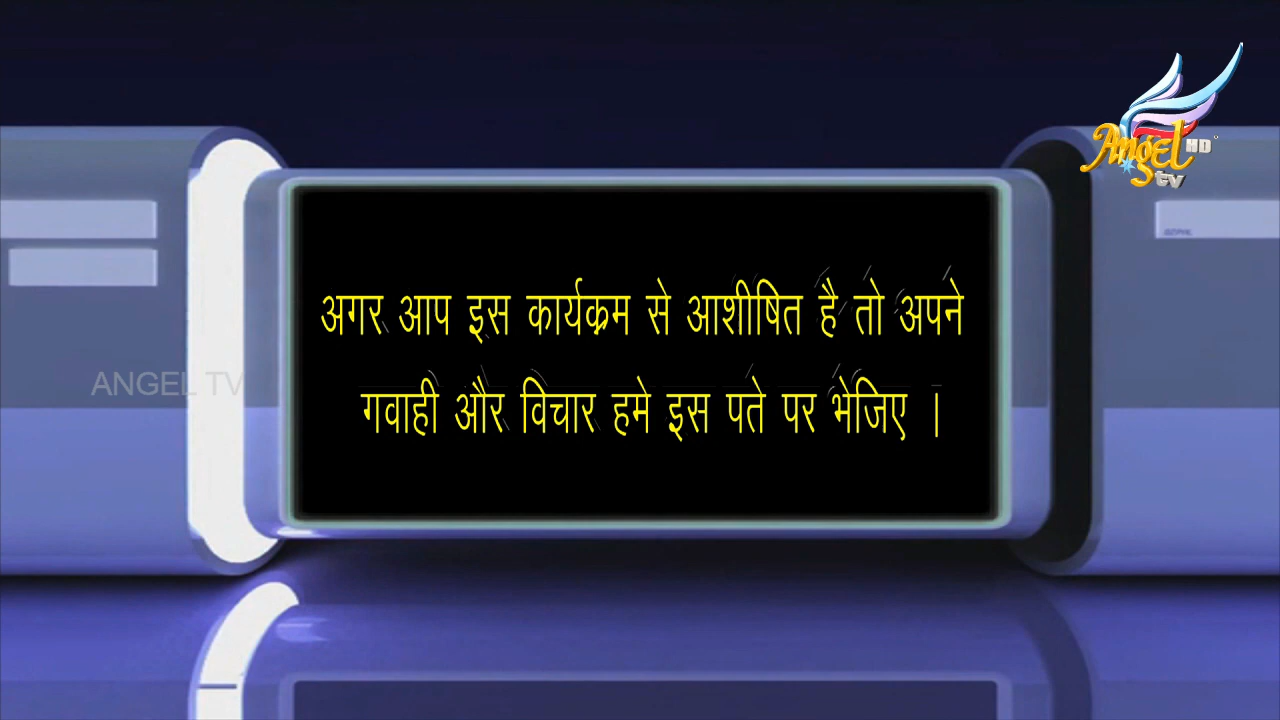 Angel HD
tv
अगर आप इस कार्यक्रम से आशीषित है तो अपने
ANGEL TV
गवाही और विचार हमे इस पते पर भेजिए ।